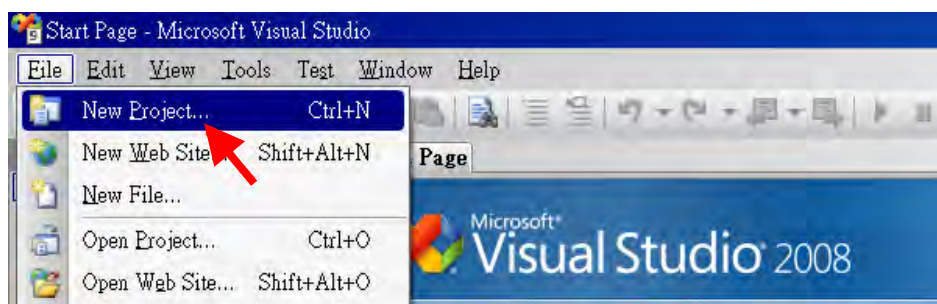 Start Page - Microsoft Visual Studio
File Edit View Tools Test Window Help
New Project... Ctrl+N
New Web Site Shift+Alt+N
Page
New File...
Open Project... Ctrl+O
Open Web Site... Shift+Alt+O
Microsoft
Visual Studio 2008